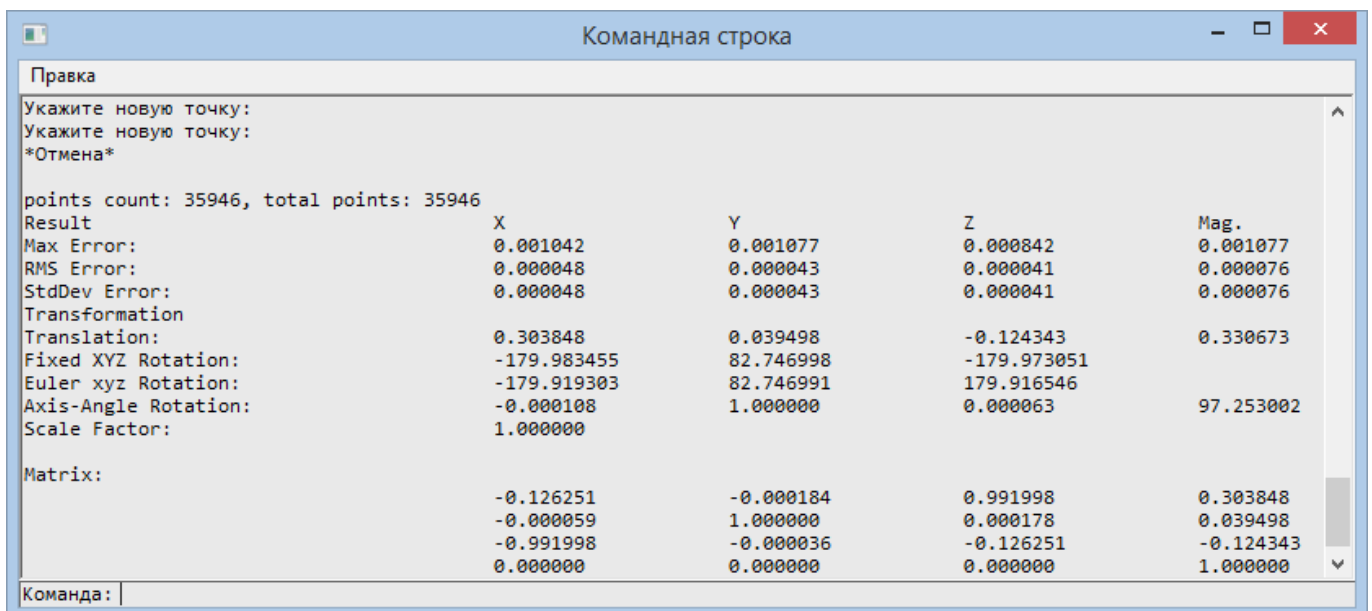 Командная строка
Правка
Укажите новую точку:
Укажите новую точку:
*Отмена*
points count: 35946, total points: 35946
Result X Y Z Mag.
Max Error: 0.001042 0.001077 0.000842 0.001077
RMS Error: 0.000048 0.000043 0.000041 0.000076
StdDev Error: 0.000048 0.000043 0.000041 0.000076
Transformation
Translation: 0.303848 0.039498 -0.124343 0.330673
Fixed XYZ Rotation: -179.983455 82.746998 -179.973051
Euler xyz Rotation: -179.919303 82.746991 179.916546
Axis-Angle Rotation: -0.000108 1.000000 0.000063 97.253002
Scale Factor: 1.000000
Matrix:
-0.126251 -0.000184 0.991998 0.303848
-0.000059 1.000000 0.000178 0.039498
-0.991998 -0.000036 -0.126251 -0.124343
0.000000 0.000000 0.000000 1.000000
Команда: